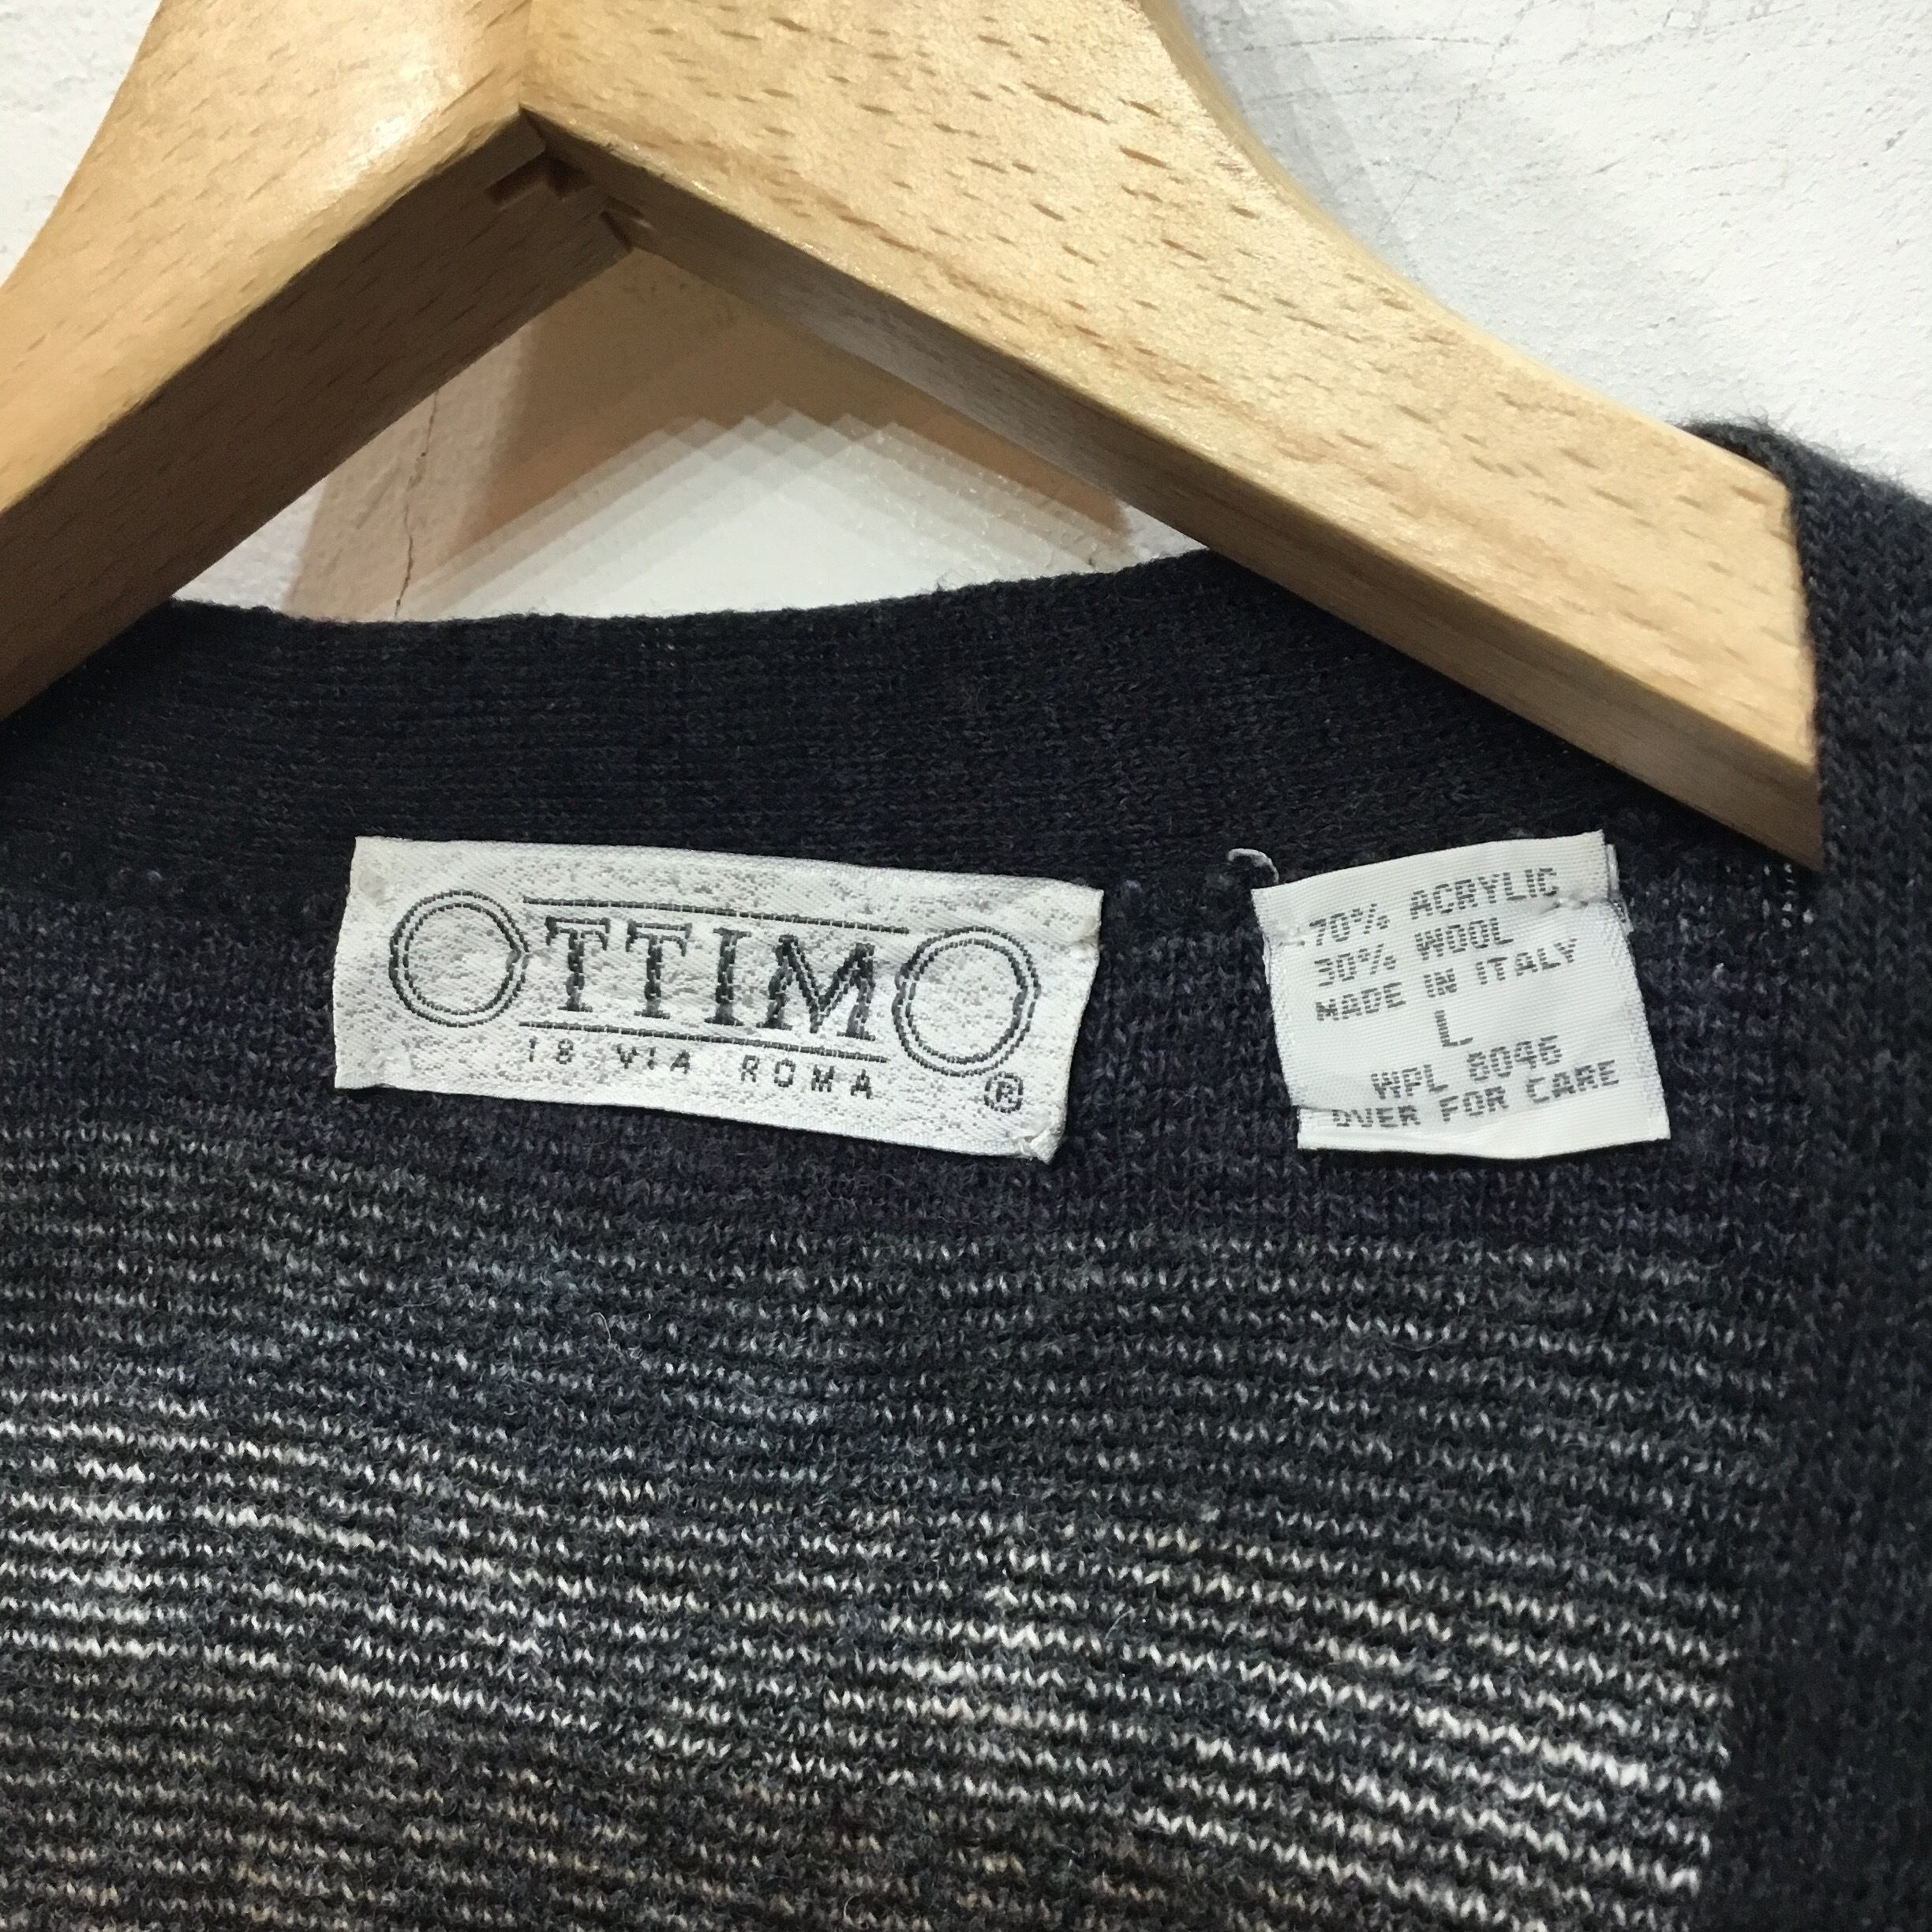 OTTIMO
18 VIA ROMA
®
70% ACRYLIC
30% WOOL
MADE IN ITALY
L
WPL 8046
OVER FOR CARE